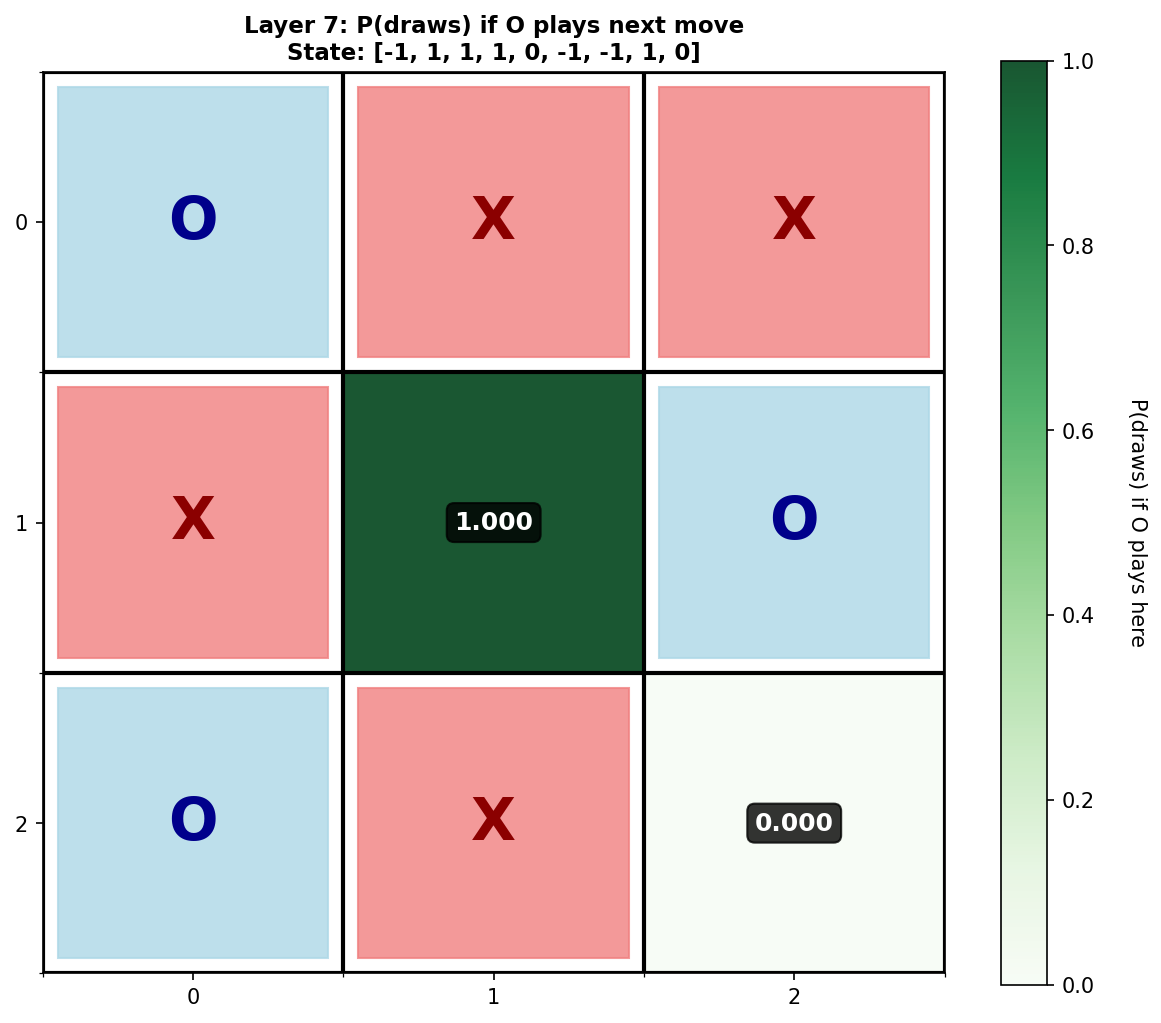 Layer 7: P(draws) if O plays next move
State: [-1, 1, 1, 1, 0, -1, -1, 1, 0]
O X X
X 1.000 O
O X 0.000
0
1
2
0 1 2
1.0
0.8
0.6
0.4
0.2
0.0
P(draws) if O plays here